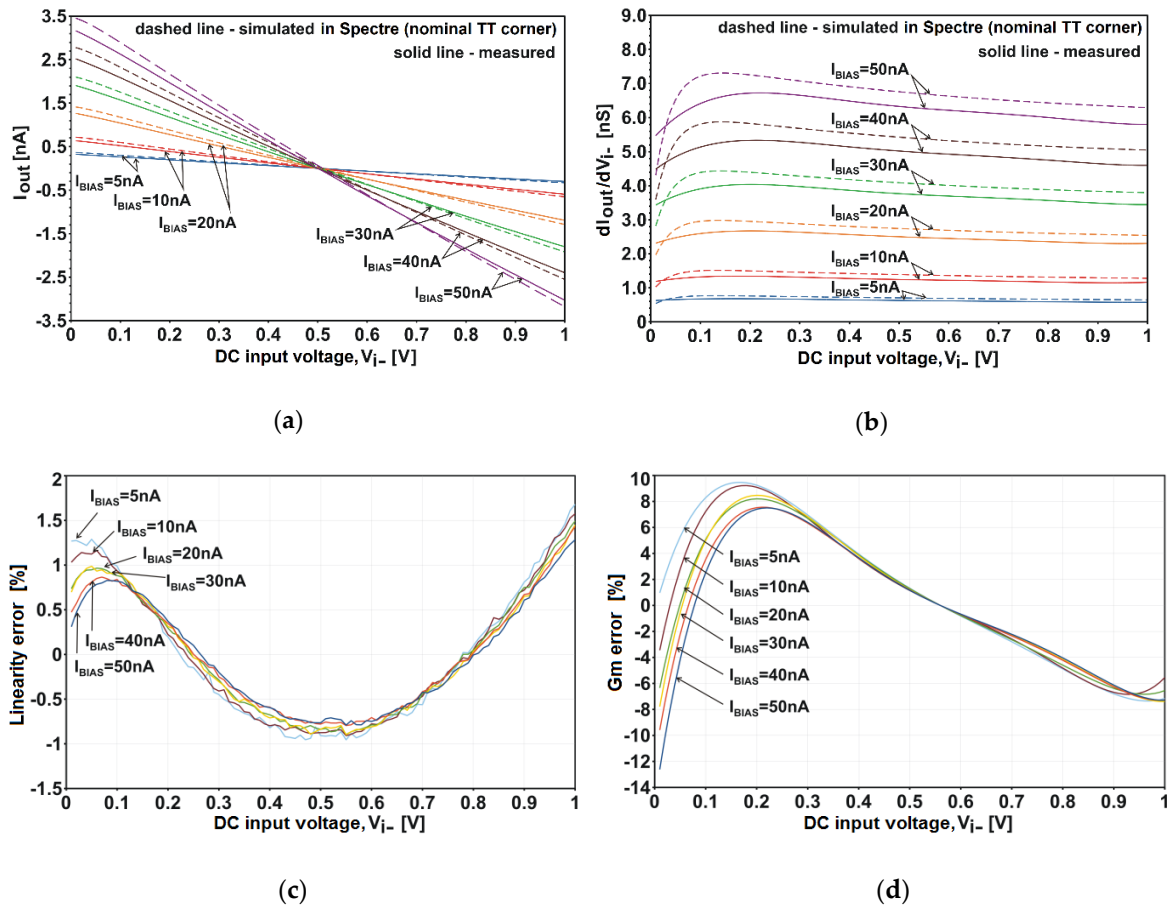 dashed line - simulated in Spectre (nominal TT corner)
solid line - measured
3.5
2.5
1.5
0.5
-0.5
-1.5
-2.5
-3.5
Iout [nA]
IBIAS=5nA
IBIAS=10nA
IBIAS=20nA
IBIAS=30nA
IBIAS=40nA
IBIAS=50nA
0 0.1 0.2 0.3 0.4 0.5 0.6 0.7 0.8 0.9 1
DC input voltage, Vi- [V]
(a)
dashed line - simulated in Spectre (nominal TT corner)
solid line - measured
9.0
8.0
7.0
6.0
5.0
4.0
3.0
2.0
1.0
0.0
dIout/dVi- [nS]
IBIAS=50nA
IBIAS=40nA
IBIAS=30nA
IBIAS=20nA
IBIAS=10nA
IBIAS=5nA
0 0.1 0.2 0.3 0.4 0.5 0.6 0.7 0.8 0.9 1
DC input voltage, Vi- [V]
(b)
2
1.5
1
0.5
0
-0.5
-1
-1.5
Linearity error [%]
IBIAS=5nA
IBIAS=10nA
IBIAS=20nA
IBIAS=30nA
IBIAS=40nA
IBIAS=50nA
0 0.1 0.2 0.3 0.4 0.5 0.6 0.7 0.8 0.9 1
DC input voltage, Vi- [V]
(c)
10
8
6
4
2
0
-2
-4
-6
-8
-10
-12
-14
Gm error [%]
IBIAS=5nA
IBIAS=10nA
IBIAS=20nA
IBIAS=30nA
IBIAS=40nA
IBIAS=50nA
0 0.1 0.2 0.3 0.4 0.5 0.6 0.7 0.8 0.9 1
DC input voltage, Vi- [V]
(d)